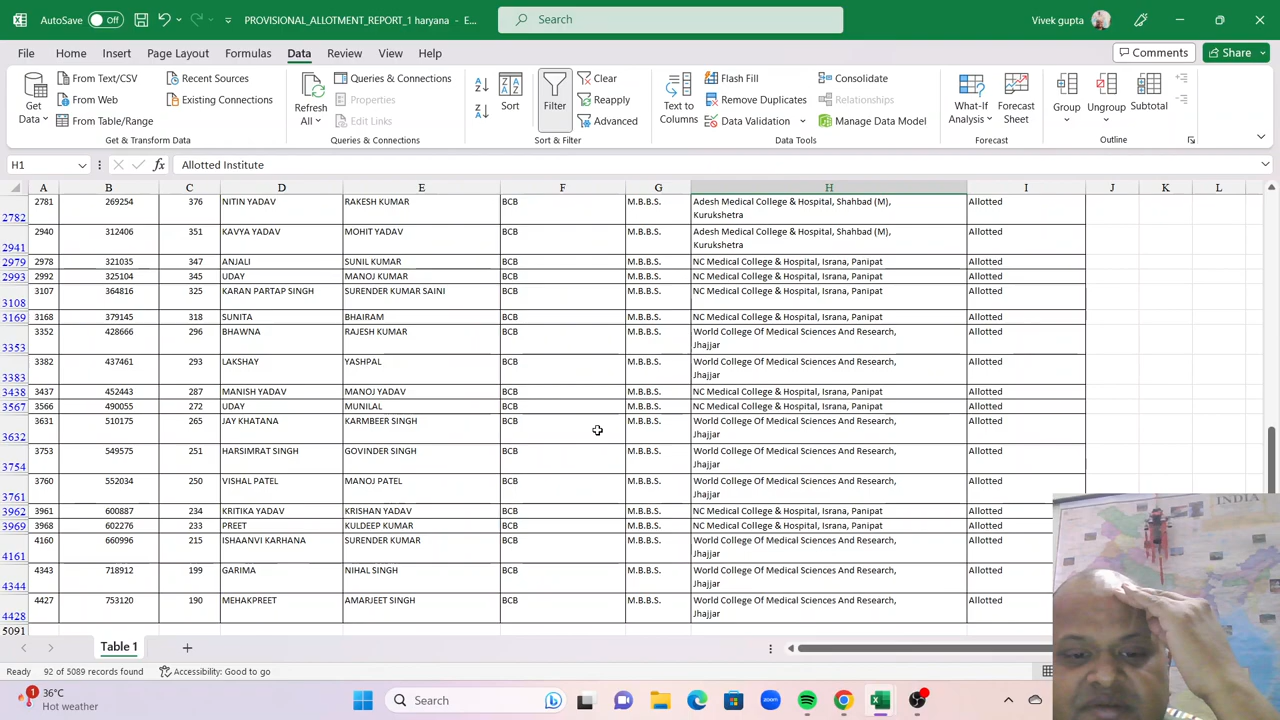 AutoSave Off PROVISIONAL_ALLOTMENT_REPORT_1 haryana - E... Search Vivek gupta
File Home Insert Page Layout Formulas Data Review View Help Comments Share
From Text/CSV Recent Sources Queries & Connections Clear Flash Fill Consolidate
From Web Existing Connections Properties Reapply Remove Duplicates Relationships
From Table/Range Edit Links Advanced Data Validation Manage Data Model
Get Data Refresh All Sort Filter Text to Columns What-If Analysis Forecast Sheet Group Ungroup Subtotal
Get & Transform Data Queries & Connections Sort & Filter Data Tools Forecast Outline
H1 fx Allotted Institute
A B C D E F G H I J K L
2782 2781 269254 376 NITIN YADAV RAKESH KUMAR BCB M.B.B.S. Adesh Medical College & Hospital, Shahbad (M), Allotted
Kurukshetra
2941 2940 312406 351 KAVYA YADAV MOHIT YADAV BCB M.B.B.S. Adesh Medical College & Hospital, Shahbad (M), Allotted
Kurukshetra
2979 2978 321035 347 ANJALI SUNIL KUMAR BCB M.B.B.S. NC Medical College & Hospital, Israna, Panipat Allotted
2993 2992 325104 345 UDAY MANOJ KUMAR BCB M.B.B.S. NC Medical College & Hospital, Israna, Panipat Allotted
3108 3107 364816 325 KARAN PARTAP SINGH SURENDER KUMAR SAINI BCB M.B.B.S. NC Medical College & Hospital, Israna, Panipat Allotted
3169 3168 379145 318 SUNITA BHAIRAM BCB M.B.B.S. NC Medical College & Hospital, Israna, Panipat Allotted
3353 3352 428666 296 BHAWNA RAJESH KUMAR BCB M.B.B.S. World College Of Medical Sciences And Research, Allotted
Jhajjar
3383 3382 437461 293 LAKSHAY YASHPAL BCB M.B.B.S. World College Of Medical Sciences And Research, Allotted
Jhajjar
3438 3437 452443 287 MANISH YADAV MANOJ YADAV BCB M.B.B.S. NC Medical College & Hospital, Israna, Panipat Allotted
3567 3566 490055 272 UDAY MUNILAL BCB M.B.B.S. NC Medical College & Hospital, Israna, Panipat Allotted
3632 3631 510175 265 JAY KHATANA KARMBEER SINGH BCB M.B.B.S. World College Of Medical Sciences And Research, Allotted
Jhajjar
3754 3753 549575 251 HARSIMRAT SINGH GOVINDER SINGH BCB M.B.B.S. World College Of Medical Sciences And Research, Allotted
Jhajjar
3761 3760 552034 250 VISHAL PATEL MANOJ PATEL BCB M.B.B.S. World College Of Medical Sciences And Research, Allotted
Jhajjar
3962 3961 600887 234 KRITIKA YADAV KRISHAN YADAV BCB M.B.B.S. NC Medical College & Hospital, Israna, Panipat Allotted
3969 3968 602276 233 PREET KULDEEP KUMAR BCB M.B.B.S. NC Medical College & Hospital, Israna, Panipat Allotted
4161 4160 660996 215 ISHAANVI KARHANA SURENDER KUMAR BCB M.B.B.S. World College Of Medical Sciences And Research, Allotted
Jhajjar
4344 4343 718912 199 GARIMA NIHAL SINGH BCB M.B.B.S. World College Of Medical Sciences And Research, Allotted
Jhajjar
4428 4427 753120 190 MEHAKPREET AMARJEET SINGH BCB M.B.B.S. World College Of Medical Sciences And Research, Allotted
Jhajjar
5091
INDIA
Table 1
Ready 92 of 5089 records found Accessibility: Good to go
1 36°C
Hot weather
Search
zoom